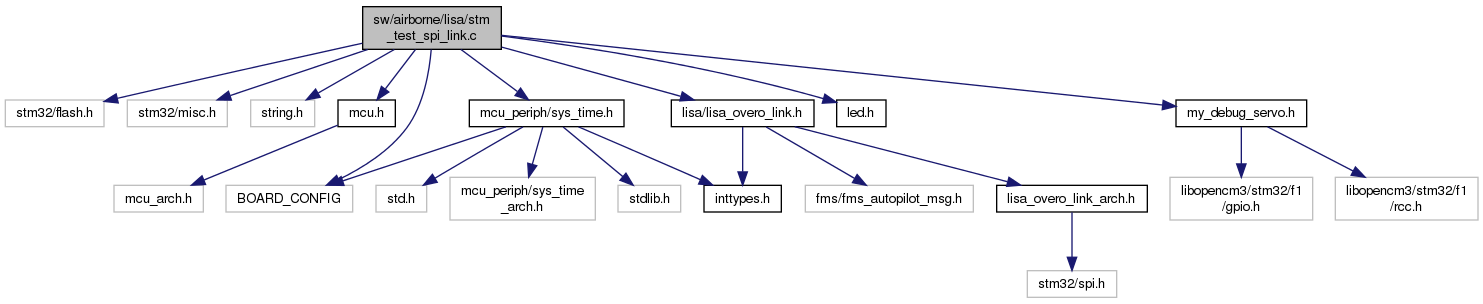 sw/airborne/lisa/stm
_test_spi_link.c
stm32/flash.h
stm32/misc.h
string.h
mcu.h
mcu_periph/sys_time.h
lisa/lisa_overo_link.h
led.h
my_debug_servo.h
mcu_arch.h
BOARD_CONFIG
std.h
mcu_periph/sys_time
_arch.h
stdlib.h
inttypes.h
fms/fms_autopilot_msg.h
lisa_overo_link_arch.h
libopencm3/stm32/f1
/gpio.h
libopencm3/stm32/f1
/rcc.h
stm32/spi.h